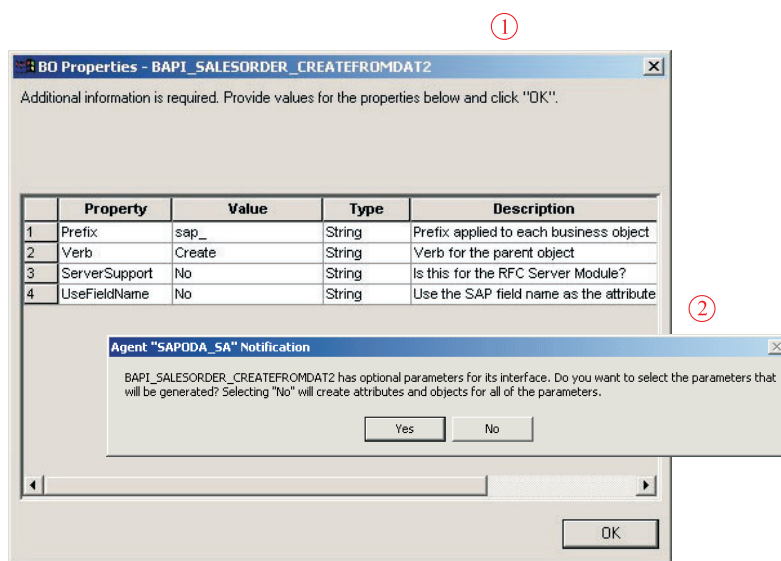 ①
BO Properties - BAPI_SALESORDER_CREATEFROMDAT2
Additional information is required. Provide values for the properties below and click "OK".
Property Value Type Description
1 Prefix sap_ String Prefix applied to each business object
2 Verb Create String Verb for the parent object
3 ServerSupport No String Is this for the RFC Server Module?
4 UseFieldName No String Use the SAP field name as the attribute
②
Agent "SAPODA_SA" Notification
BAPI_SALESORDER_CREATEFROMDAT2 has optional parameters for its interface. Do you want to select the parameters that
will be generated? Selecting "No" will create attributes and objects for all of the parameters.
Yes No
OK